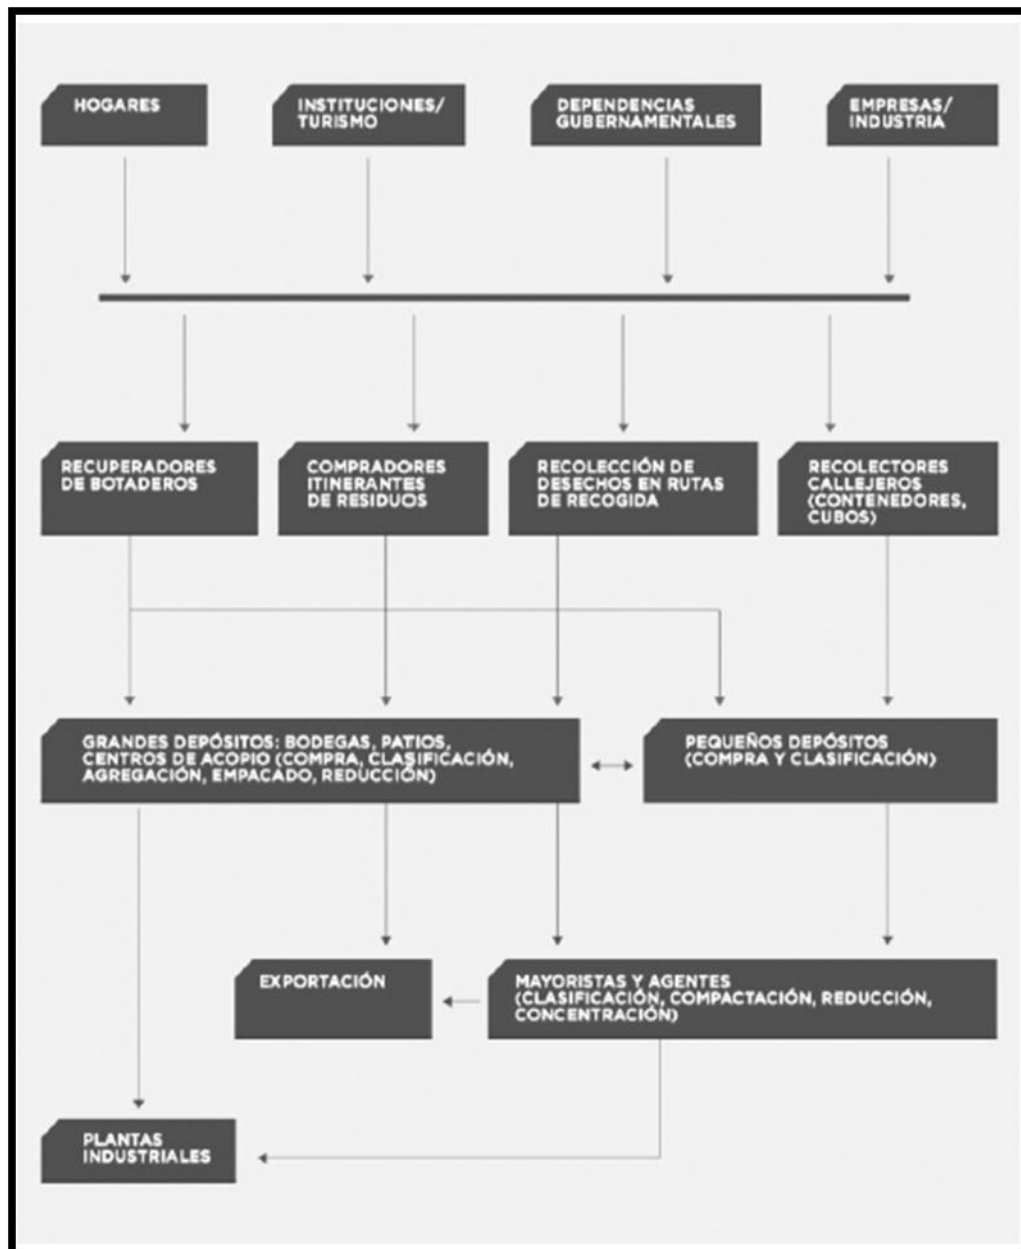 HOGARES
INSTITUCIONES/
TURISMO
DEPENDENCIAS
GUBERNAMENTALES
EMPRESAS/
INDUSTRIA
RECUPERADORES
DE BOTADEROS
COMPRADORES
ITINERANTES
DE RESIDUOS
RECOLECCIÓN DE
DESECHOS EN RUTAS
DE RECOGIDA
RECOLECTORES
CALLEJEROS
(CONTENEDORES,
CUBOS)
GRANDES DEPÓSITOS: BODEGAS, PATIOS,
CENTROS DE ACOPIO (COMPRA, CLASIFICACIÓN,
AGREGACIÓN, EMPACADO, REDUCCIÓN)
PEQUEÑOS DEPÓSITOS
(COMPRA Y CLASIFICACIÓN)
EXPORTACIÓN
MAYORISTAS Y AGENTES
(CLASIFICACIÓN, COMPACTACIÓN, REDUCCIÓN,
CONCENTRACIÓN)
PLANTAS
INDUSTRIALES